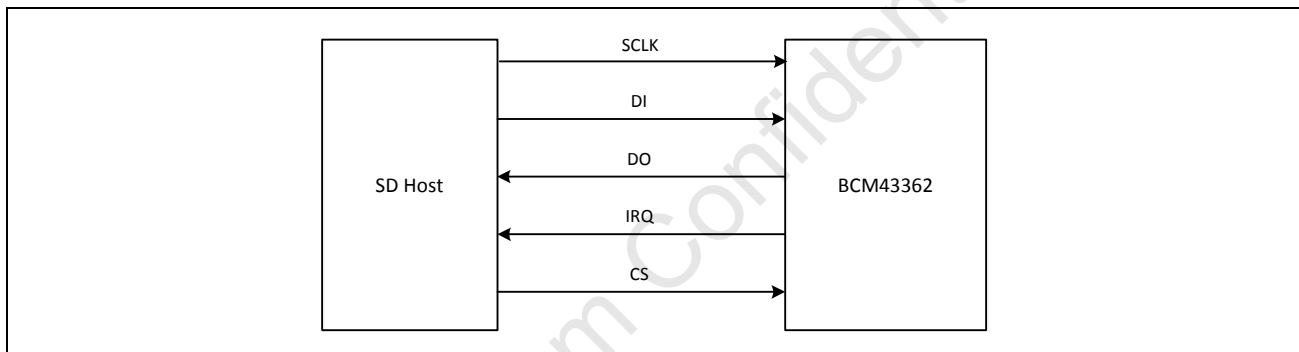 SCLK
DI
DO
SD Host
BCM43362
IRQ
CS